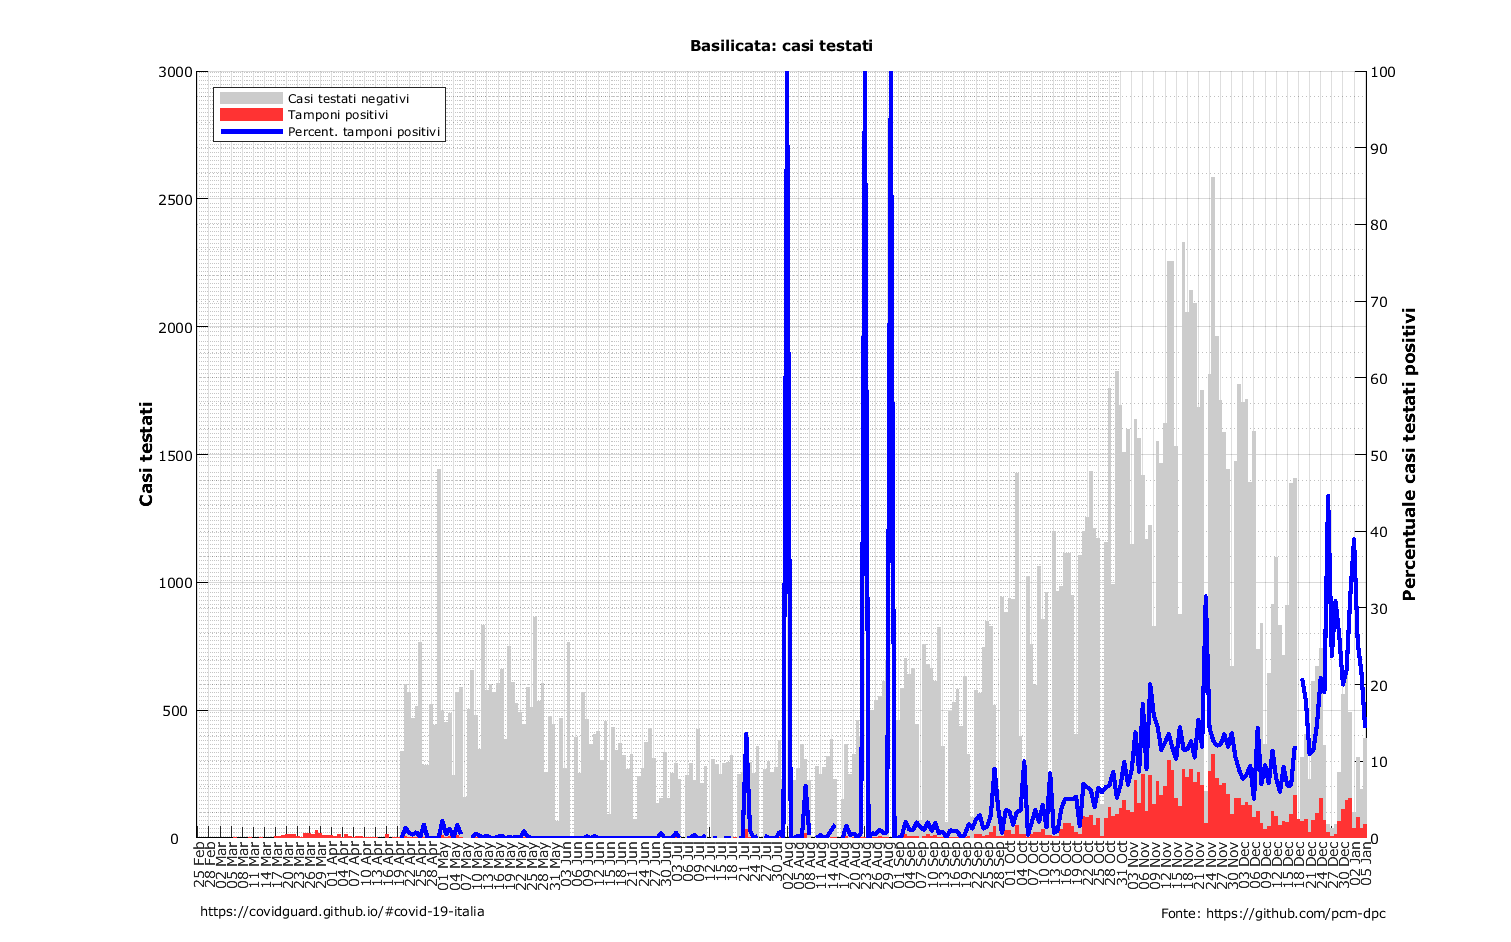 Basilicata: casi testati
Casi testati negativi
Tamponi positivi
Percent. tamponi positivi
Casi testati
3000
2500
2000
1500
1000
500
0
100
90
80
70
60
50
40
30
20
10
0
Percentuale casi testati positivi
25 Feb
28 Feb
02 Mar
05 Mar
08 Mar
11 Mar
14 Mar
17 Mar
20 Mar
23 Mar
26 Mar
29 Mar
01 Apr
04 Apr
07 Apr
10 Apr
13 Apr
16 Apr
19 Apr
22 Apr
25 Apr
28 Apr
01 May
04 May
07 May
10 May
13 May
16 May
19 May
22 May
25 May
28 May
31 May
03 Jun
06 Jun
09 Jun
12 Jun
15 Jun
18 Jun
21 Jun
24 Jun
27 Jun
30 Jun
03 Jul
06 Jul
09 Jul
12 Jul
15 Jul
18 Jul
21 Jul
24 Jul
27 Jul
30 Jul
02 Aug
05 Aug
08 Aug
11 Aug
14 Aug
17 Aug
20 Aug
23 Aug
26 Aug
29 Aug
01 Sep
04 Sep
07 Sep
10 Sep
13 Sep
16 Sep
19 Sep
22 Sep
25 Sep
28 Sep
01 Oct
04 Oct
07 Oct
10 Oct
13 Oct
16 Oct
19 Oct
22 Oct
25 Oct
28 Oct
31 Oct
03 Nov
06 Nov
09 Nov
12 Nov
15 Nov
18 Nov
21 Nov
24 Nov
27 Nov
30 Nov
03 Dec
06 Dec
09 Dec
12 Dec
15 Dec
18 Dec
21 Dec
24 Dec
27 Dec
30 Dec
02 Jan
05 Jan
https://covidguard.github.io/#covid-19-italia
Fonte: https://github.com/pcm-dpc